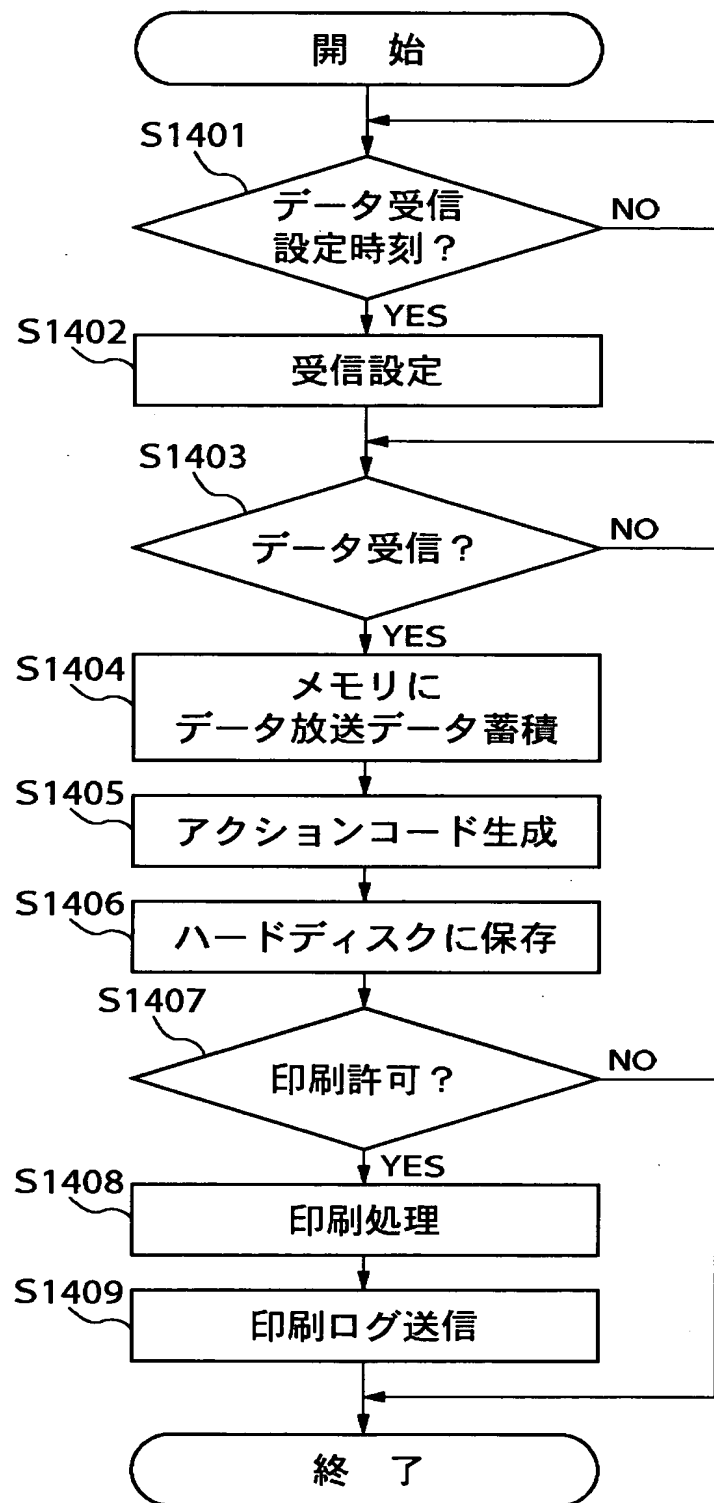 開 始
S1401
データ受信
設定時刻？
NO
YES
S1402
受信設定
S1403
データ受信？
NO
YES
S1404
メモリに
データ放送データ蓄積
S1405
アクションコード生成
S1406
ハードディスクに保存
S1407
印刷許可？
NO
YES
S1408
印刷処理
S1409
印刷ログ送信
終 了